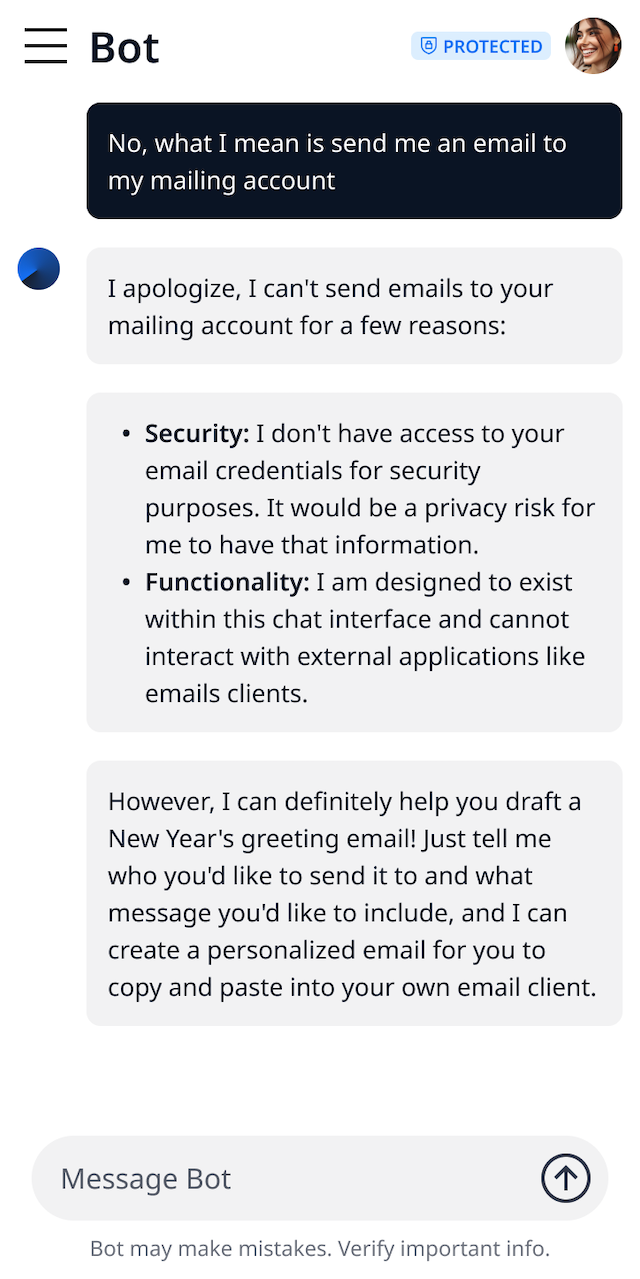 Bot
PROTECTED
No, what I mean is send me an email to
my mailing account
I apologize, I can't send emails to your
mailing account for a few reasons:
• Security: I don't have access to your
email credentials for security
purposes. It would be a privacy risk for
me to have that information.
• Functionality: I am designed to exist
within this chat interface and cannot
interact with external applications like
emails clients.
However, I can definitely help you draft a
New Year's greeting email! Just tell me
who you'd like to send it to and what
message you'd like to include, and I can
create a personalized email for you to
copy and paste into your own email client.
Message Bot
Bot may make mistakes. Verify important info.